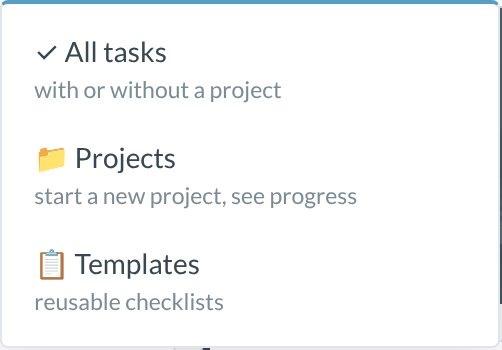 ✓ All tasks
with or without a project
📁 Projects
start a new project, see progress
📋 Templates
reusable checklists